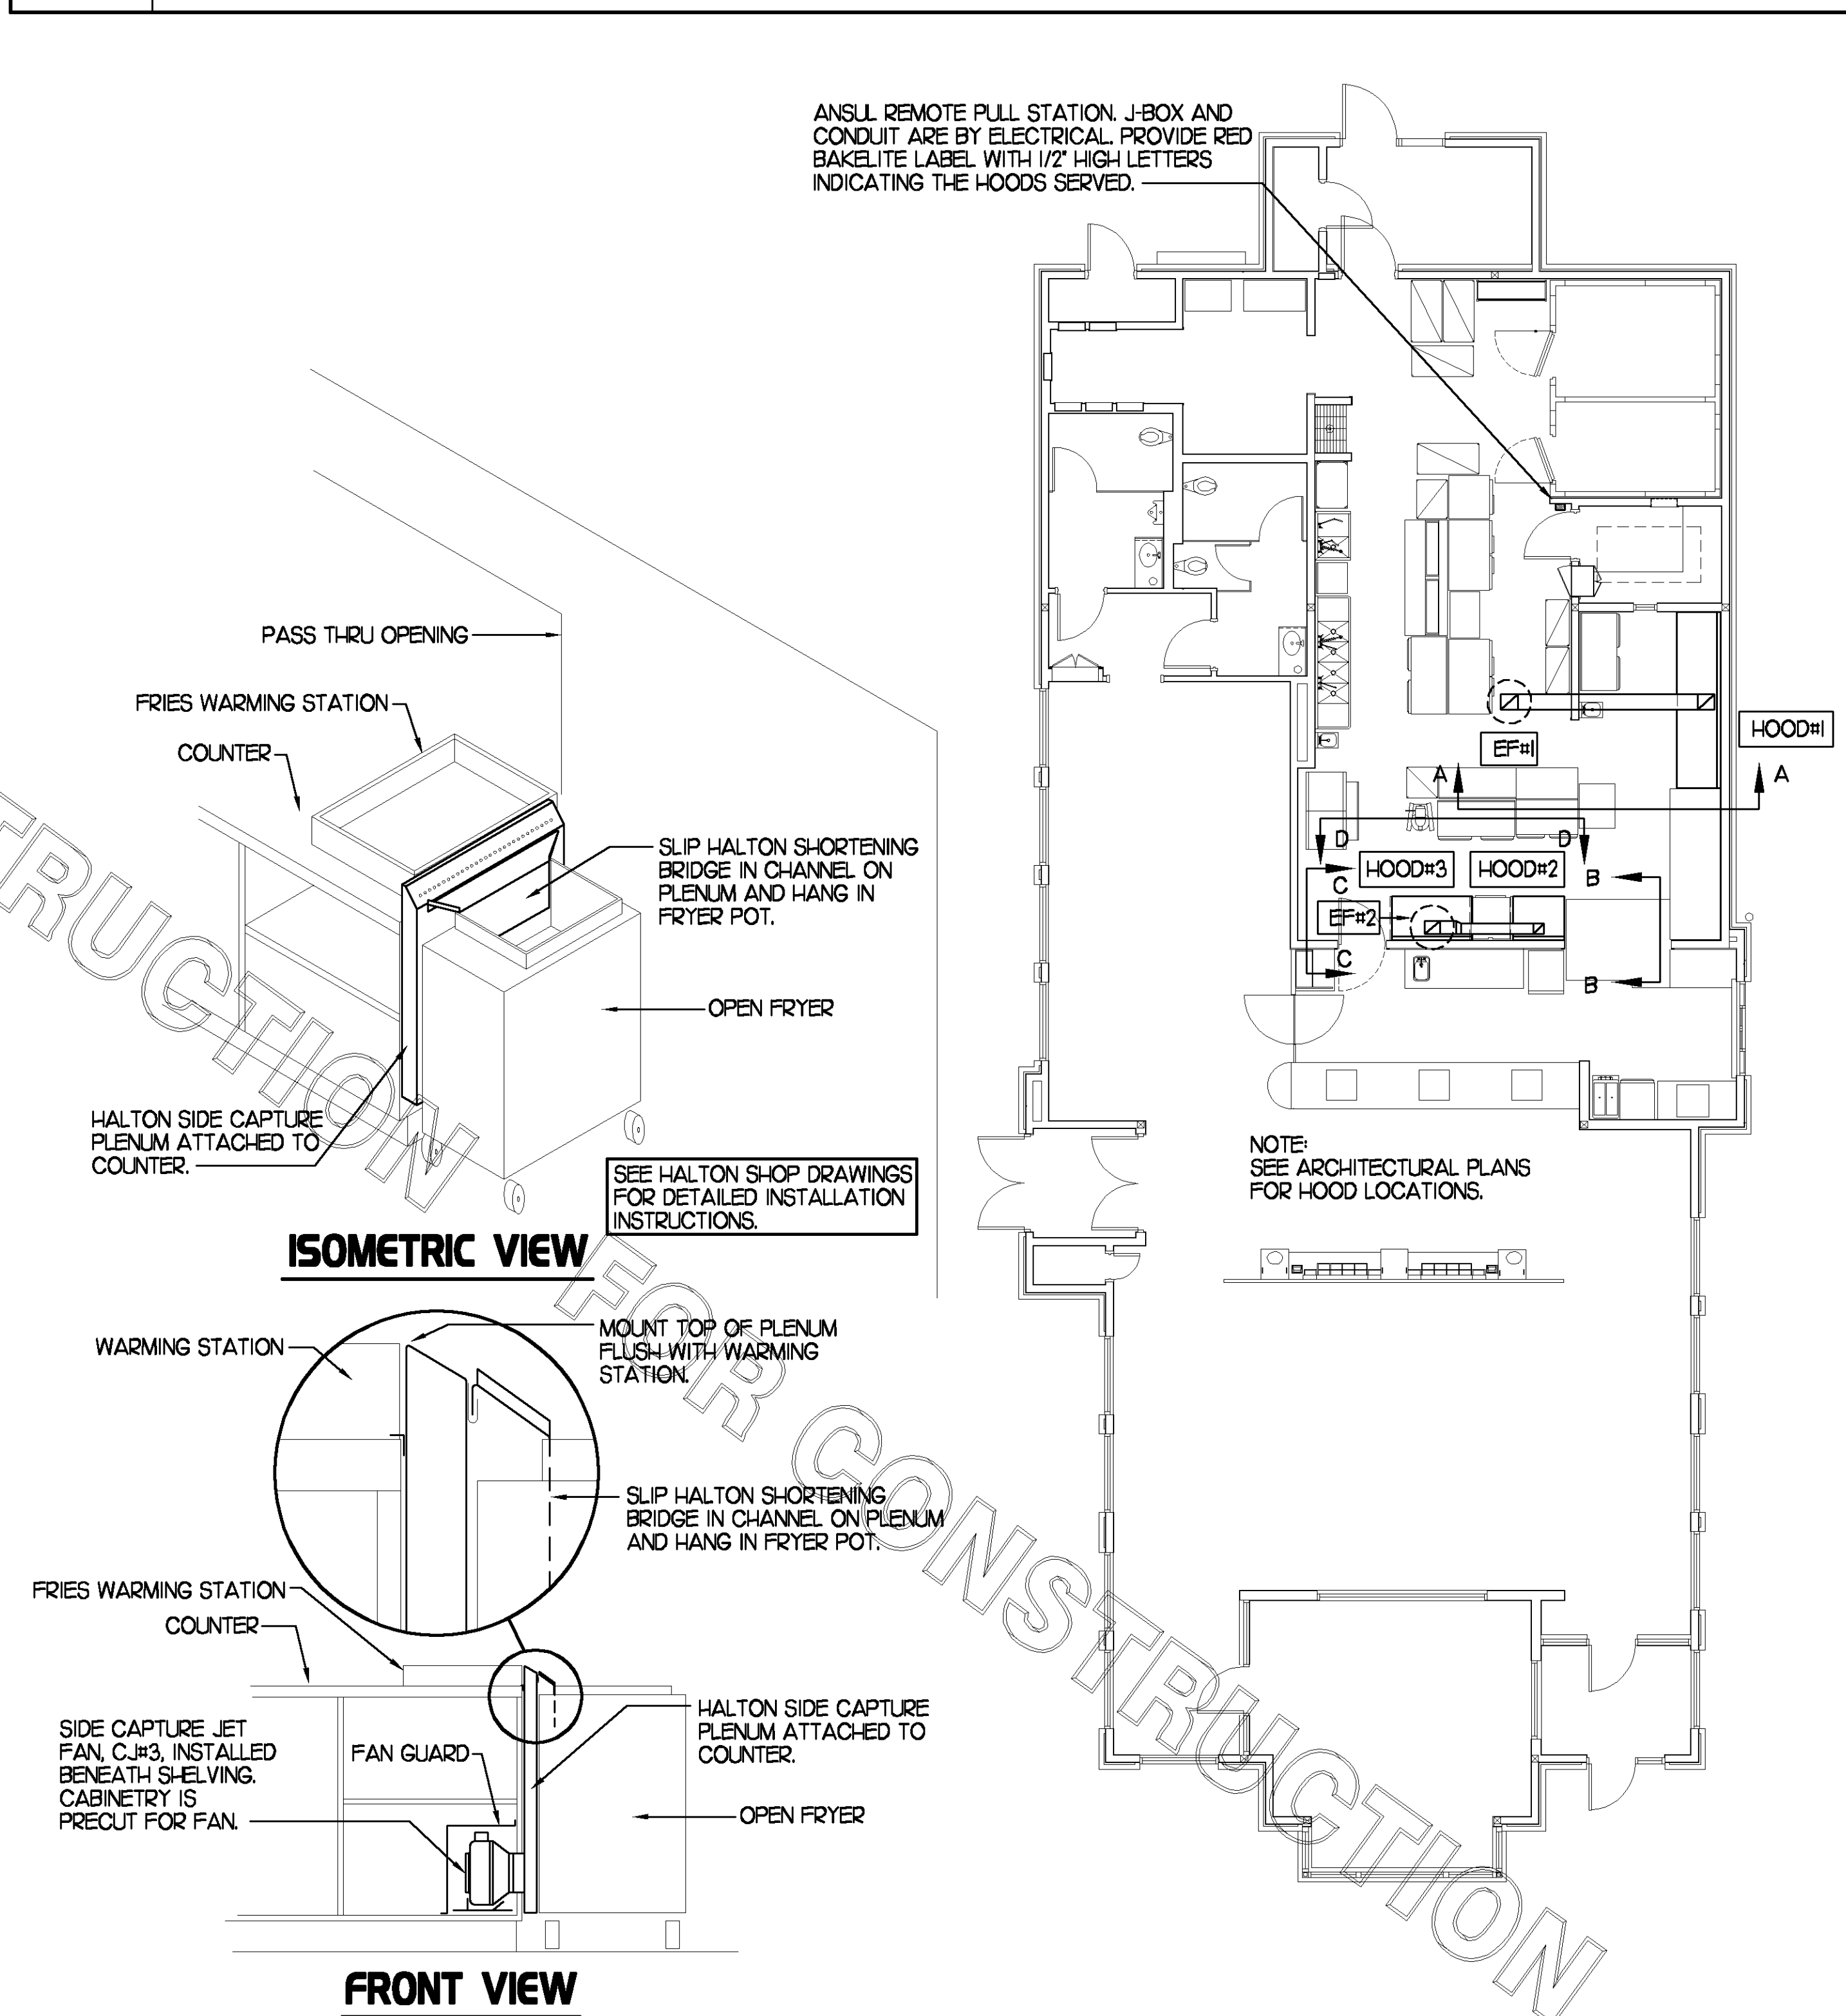 ANSUL REMOTE PULL STATION. J-BOX AND
CONDUIT ARE BY ELECTRICAL. PROVIDE RED
BAKELITE LABEL WITH 1/2" HIGH LETTERS
INDICATING THE HOODS SERVED.
PASS THRU OPENING
FRIES WARMING STATION
COUNTER
SLIP HALTON SHORTENING
BRIDGE IN CHANNEL ON
PLENUM AND HANG IN
FRYER POT.
OPEN FRYER
HALTON SIDE CAPTURE
PLENUM ATTACHED TO
COUNTER.
SEE HALTON SHOP DRAWINGS
FOR DETAILED INSTALLATION
INSTRUCTIONS.
ISOMETRIC VIEW
WARMING STATION
MOUNT TOP OF PLENUM
FLUSH WITH WARMING
STATION.
SLIP HALTON SHORTENING
BRIDGE IN CHANNEL ON PLENUM
AND HANG IN FRYER POT.
FRIES WARMING STATION
COUNTER
SIDE CAPTURE JET
FAN, CJ#3, INSTALLED
BENEATH SHELVING.
CABINETRY IS
PRECUT FOR FAN.
FAN GUARD
HALTON SIDE CAPTURE
PLENUM ATTACHED TO
COUNTER.
OPEN FRYER
FRONT VIEW
HOOD#1
EF#1
A
A
D
D
HOOD#3
HOOD#2
B
C
EF#2
C
B
NOTE:
SEE ARCHITECTURAL PLANS
FOR HOOD LOCATIONS.
TRUCTION
FOR CONSTRUCTION